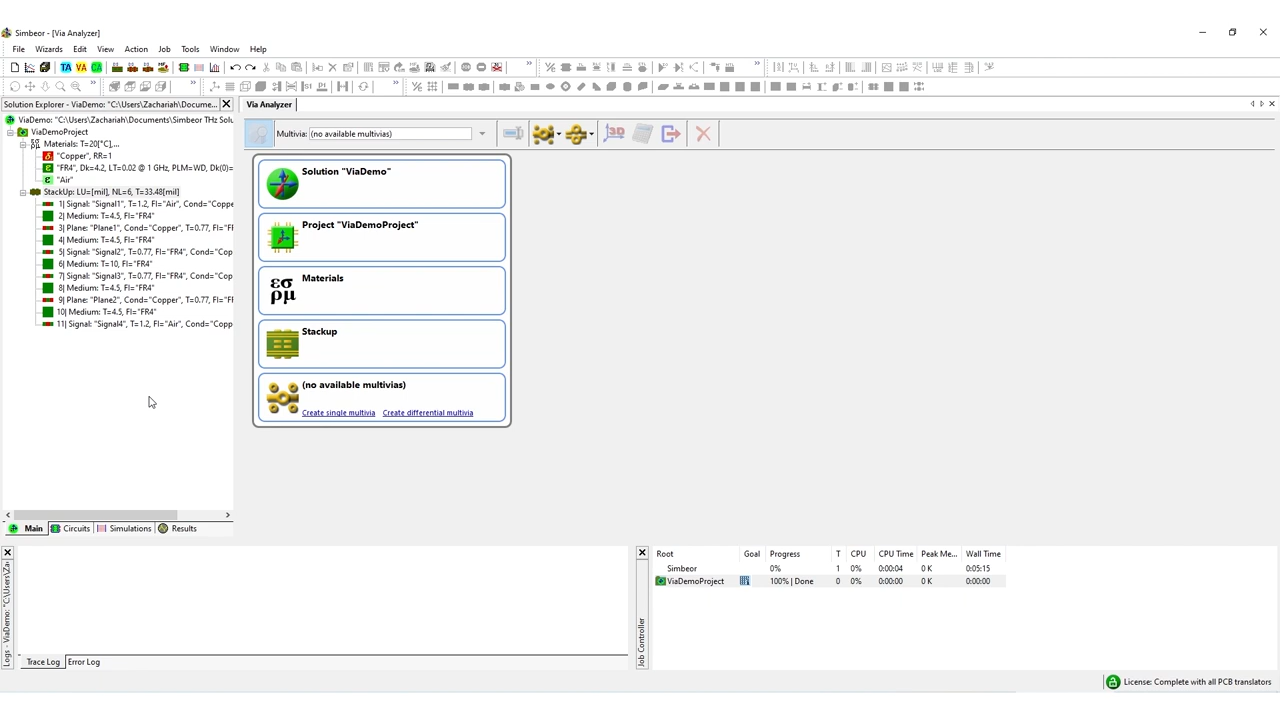 Simbeor - [Via Analyzer]
File Wizards Edit View Action Job Tools Window Help
TA VA CA
Solution Explorer - ViaDemo: "C:\Users\Zachariah\Docume...
Via Analyzer
ViaDemo: "C:\Users\Zachariah\Documents\Simbeor THz Solu
ViaDemoProject
Materials: T=20[°C],...
"Copper", RR=1
"FR4", Dk=4.2, LT=0.02 @ 1 GHz, PLM=WD, Dk(0)=
"Air"
StackUp: LU=[mil], NL=6, T=33.48[mil]
1| Signal: "Signal1", T=1.2, Fl="Air", Cond="Coppe
2| Medium: T=4.5, Fl="FR4"
3| Plane: "Plane1", Cond="Copper", T=0.77, Fl="FR
4| Medium: T=4.5, Fl="FR4"
5| Signal: "Signal2", T=0.77, Fl="FR4", Cond="Cop
6| Medium: T=10, Fl="FR4"
7| Signal: "Signal3", T=0.77, Fl="FR4", Cond="Cop
8| Medium: T=4.5, Fl="FR4"
9| Plane: "Plane2", Cond="Copper", T=0.77, Fl="FR
10| Medium: T=4.5, Fl="FR4"
11| Signal: "Signal4", T=1.2, Fl="Air", Cond="Copp
Main Circuits Simulations Results
Multivia: (no available multivias)
3D
Solution "ViaDemo"
Project "ViaDemoProject"
Materials
εσ
ρμ
Stackup
(no available multivias)
Create single multivia Create differential multivia
Logs - ViaDemo: "C:\Users\Za
Trace Log Error Log
Job Controller
Root Goal Progress T CPU CPU Time Peak Me... Wall Time
Simbeor 0% 1 0% 0:00:04 0 K 0:05:15
ViaDemoProject 100% | Done 0 0% 0:00:00 0 K 0:00:00
License: Complete with all PCB translators